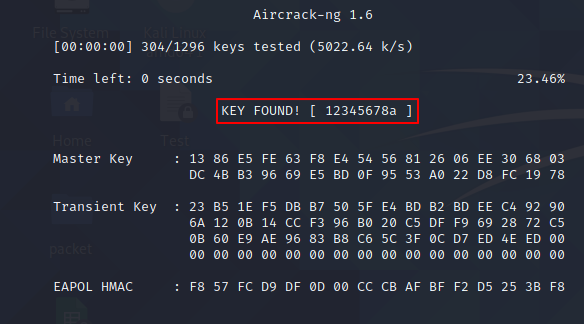 Aircrack-ng 1.6
[00:00:00] 304/1296 keys tested (5022.64 k/s)
Time left: 0 seconds 23.46%
KEY FOUND! [ 12345678a ]
Master Key : 13 86 E5 FE 63 F8 E4 54 56 81 26 06 EE 30 68 03
DC 4B B3 96 69 E5 BD 0F 95 53 A0 22 D8 FC 19 78
Transient Key : 23 B5 1E F5 DB B7 50 5F E4 BD B2 BD EE C4 92 90
6A 12 0B 14 CC F3 96 B0 20 C5 DF F9 69 28 72 C5
0B 60 E9 AE 96 83 B8 C6 5C 3F 0C D7 ED 4E ED 00
00 00 00 00 00 00 00 00 00 00 00 00 00 00 00 00
EAPOL HMAC : F8 57 FC D9 DF 0D 00 CC CB AF BF F2 D5 25 3B F8
File System
Kali Linux
Home
Test
packet